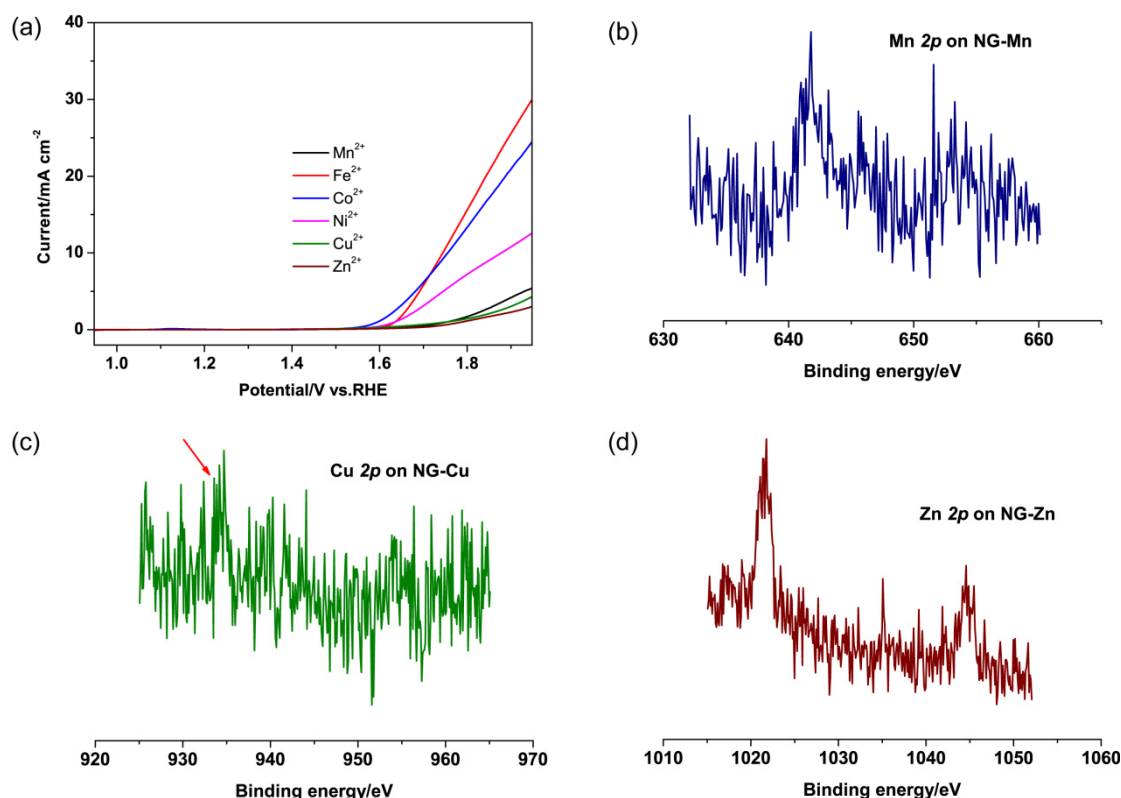 (a)
40
30
20
10
0
Current/mA cm⁻²
Mn²⁺
Fe²⁺
Co²⁺
Ni²⁺
Cu²⁺
Zn²⁺
1.0 1.2 1.4 1.6 1.8
Potential/V vs.RHE
(b)
Mn 2p on NG-Mn
630 640 650 660
Binding energy/eV
(c)
Cu 2p on NG-Cu
920 930 940 950 960 970
Binding energy/eV
(d)
Zn 2p on NG-Zn
1010 1020 1030 1040 1050 1060
Binding energy/eV